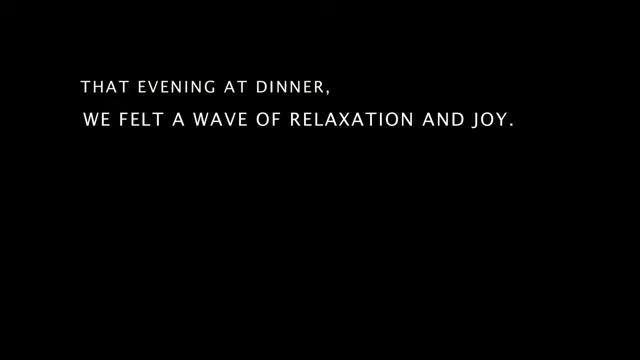 THAT EVENING AT DINNER,
WE FELT A WAVE OF RELAXATION AND JOY.